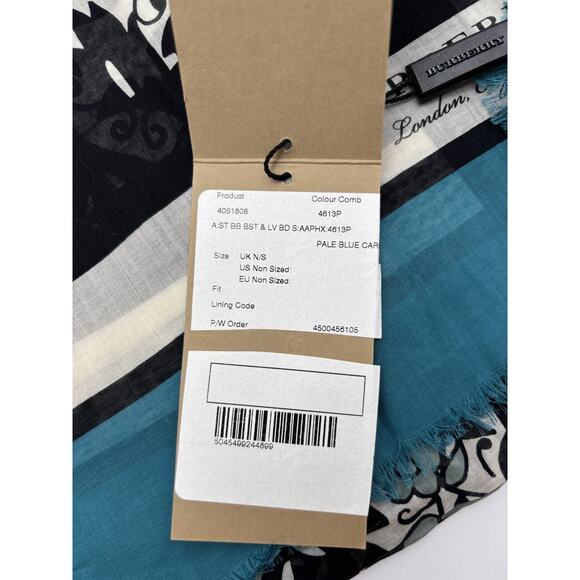 BURBERRY
London, E
Product Colour Comb
4051808 4613P
A:ST BB BST & LV BD S:AAPHX:4613P
PALE BLUE CAR
Size UK N/S
US Non Sized:
EU Non Sized:
Fit
Lining Code
P/W Order 4500456105
5045499244899